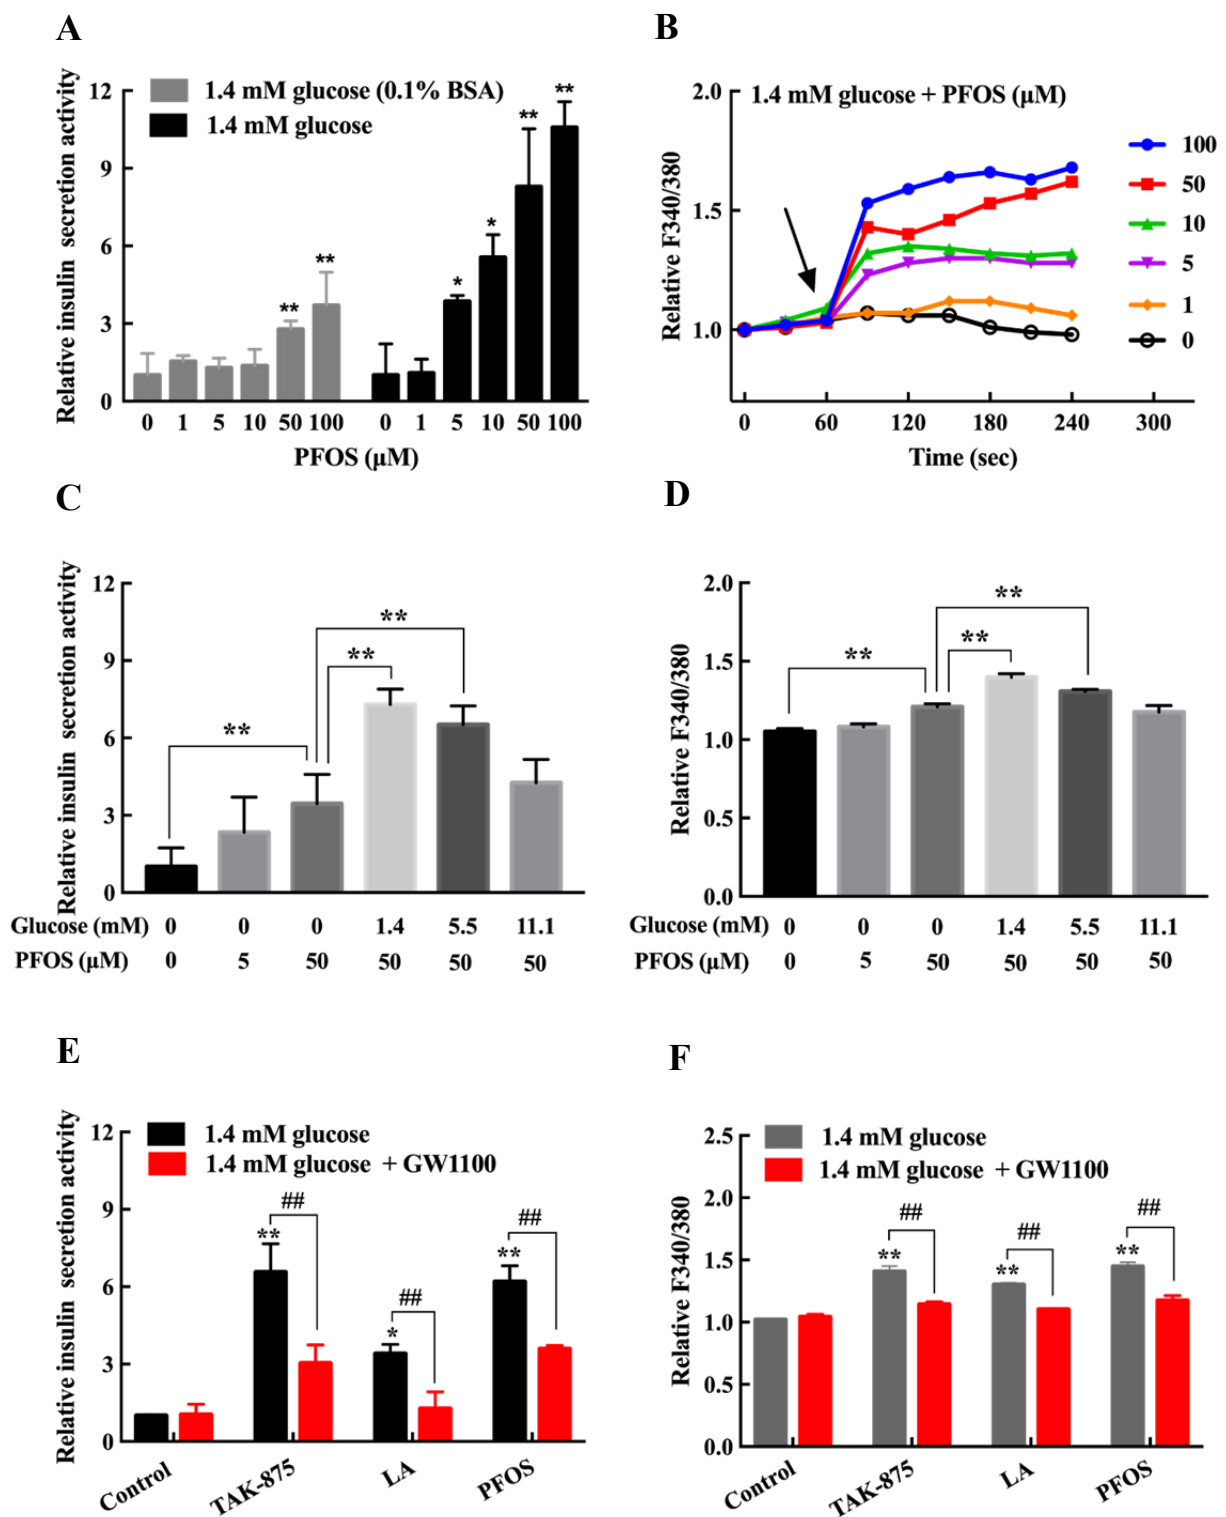 A
Relative insulin secretion activity
12
9
6
3
0
1.4 mM glucose (0.1% BSA)
1.4 mM glucose
** ** * * ** **
0 1 5 10 50 100 0 1 5 10 50 100
PFOS (μM)
B
Relative F340/380
2.0
1.5
1.0
1.4 mM glucose + PFOS (μM)
100
50
10
5
1
0
0 60 120 180 240 300
Time (sec)
C
Relative insulin secretion activity
12
9
6
3
0
**
**
**
Glucose (mM) 0 0 0 1.4 5.5 11.1
PFOS (μM) 0 5 50 50 50 50
D
Relative F340/380
2.0
1.5
1.0
0.5
0.0
**
**
**
Glucose (mM) 0 0 0 1.4 5.5 11.1
PFOS (μM) 0 5 50 50 50 50
E
Relative insulin secretion activity
12
9
6
3
0
1.4 mM glucose
1.4 mM glucose + GW1100
** ## * ## ** ##
Control TAK-875 LA PFOS
F
Relative F340/380
2.5
2.0
1.5
1.0
0.5
0.0
1.4 mM glucose
1.4 mM glucose + GW1100
** ## ** ## ** ##
Control TAK-875 LA PFOS